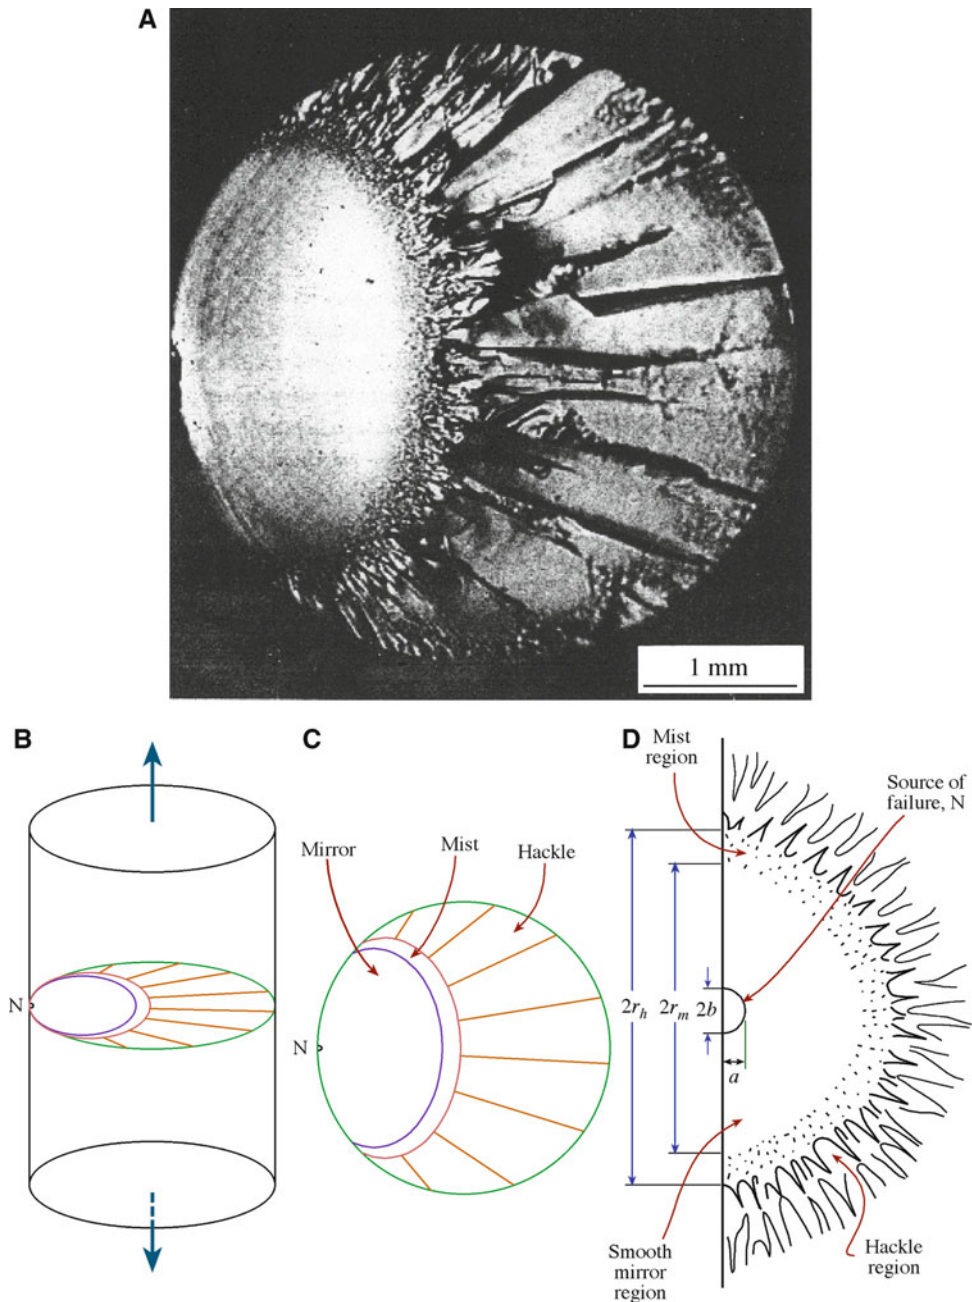 A
1 mm
B
N
C
Mirror
Mist
Hackle
N
D
Mist
region
Source of
failure, N
2r_h
2r_m
2b
a
Smooth
mirror
region
Hackle
region